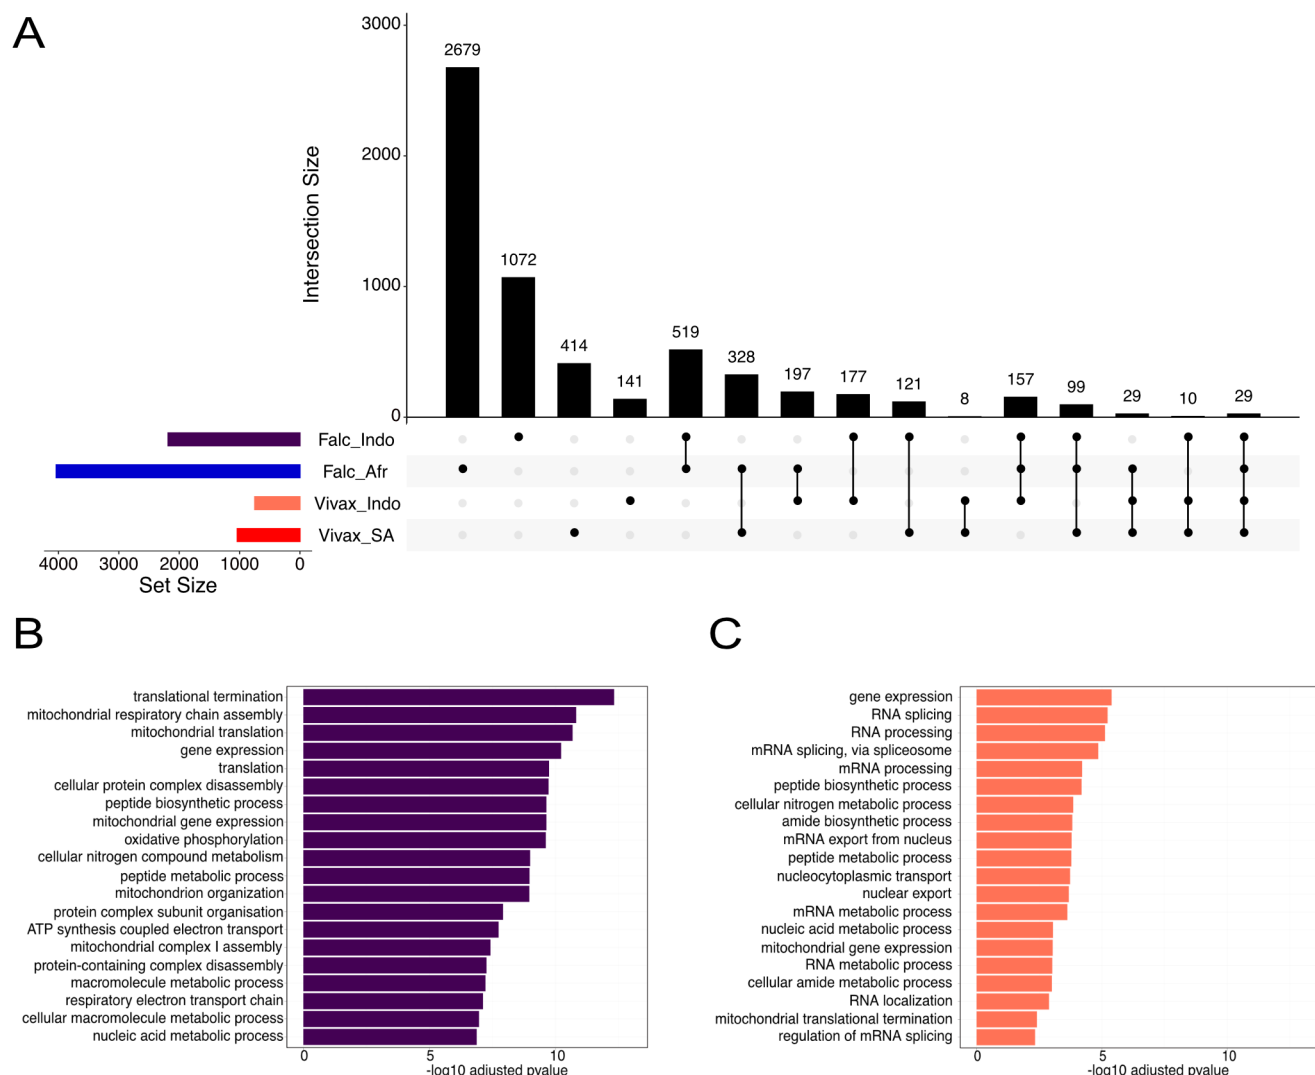 A
3000
2000
1000
0
Intersection Size
2679
1072
414
141
519
328
197
177
121
8
157
99
29
10
29
Falc_Indo
Falc_Afr
Vivax_Indo
Vivax_SA
4000 3000 2000 1000 0
Set Size
B
translational termination
mitochondrial respiratory chain assembly
mitochondrial translation
gene expression
translation
cellular protein complex disassembly
peptide biosynthetic process
mitochondrial gene expression
oxidative phosphorylation
cellular nitrogen compound metabolism
peptide metabolic process
mitochondrion organization
protein complex subunit organisation
ATP synthesis coupled electron transport
mitochondrial complex I assembly
protein-containing complex disassembly
macromolecule metabolic process
respiratory electron transport chain
cellular macromolecule metabolic process
nucleic acid metabolic process
0 5 10
-log10 adjusted pvalue
C
gene expression
RNA splicing
RNA processing
mRNA splicing, via spliceosome
mRNA processing
peptide biosynthetic process
cellular nitrogen metabolic process
amide biosynthetic process
mRNA export from nucleus
peptide metabolic process
nucleocytoplasmic transport
nuclear export
mRNA metabolic process
nucleic acid metabolic process
mitochondrial gene expression
RNA metabolic process
cellular amide metabolic process
RNA localization
mitochondrial translational termination
regulation of mRNA splicing
0 5 10
-log10 adjusted pvalue